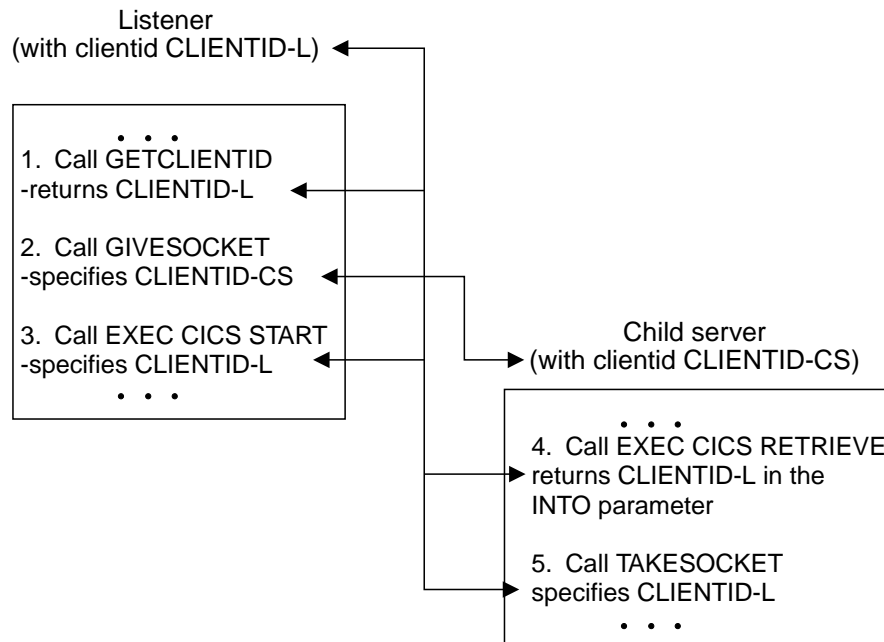 Listener
(with clientid CLIENTID-L)
. . .
1. Call GETCLIENTID
-returns CLIENTID-L
2. Call GIVESOCKET
-specifies CLIENTID-CS
3. Call EXEC CICS START
-specifies CLIENTID-L
. . .
Child server
(with clientid CLIENTID-CS)
. . .
4. Call EXEC CICS RETRIEVE
returns CLIENTID-L in the
INTO parameter
5. Call TAKESOCKET
specifies CLIENTID-L
. . .